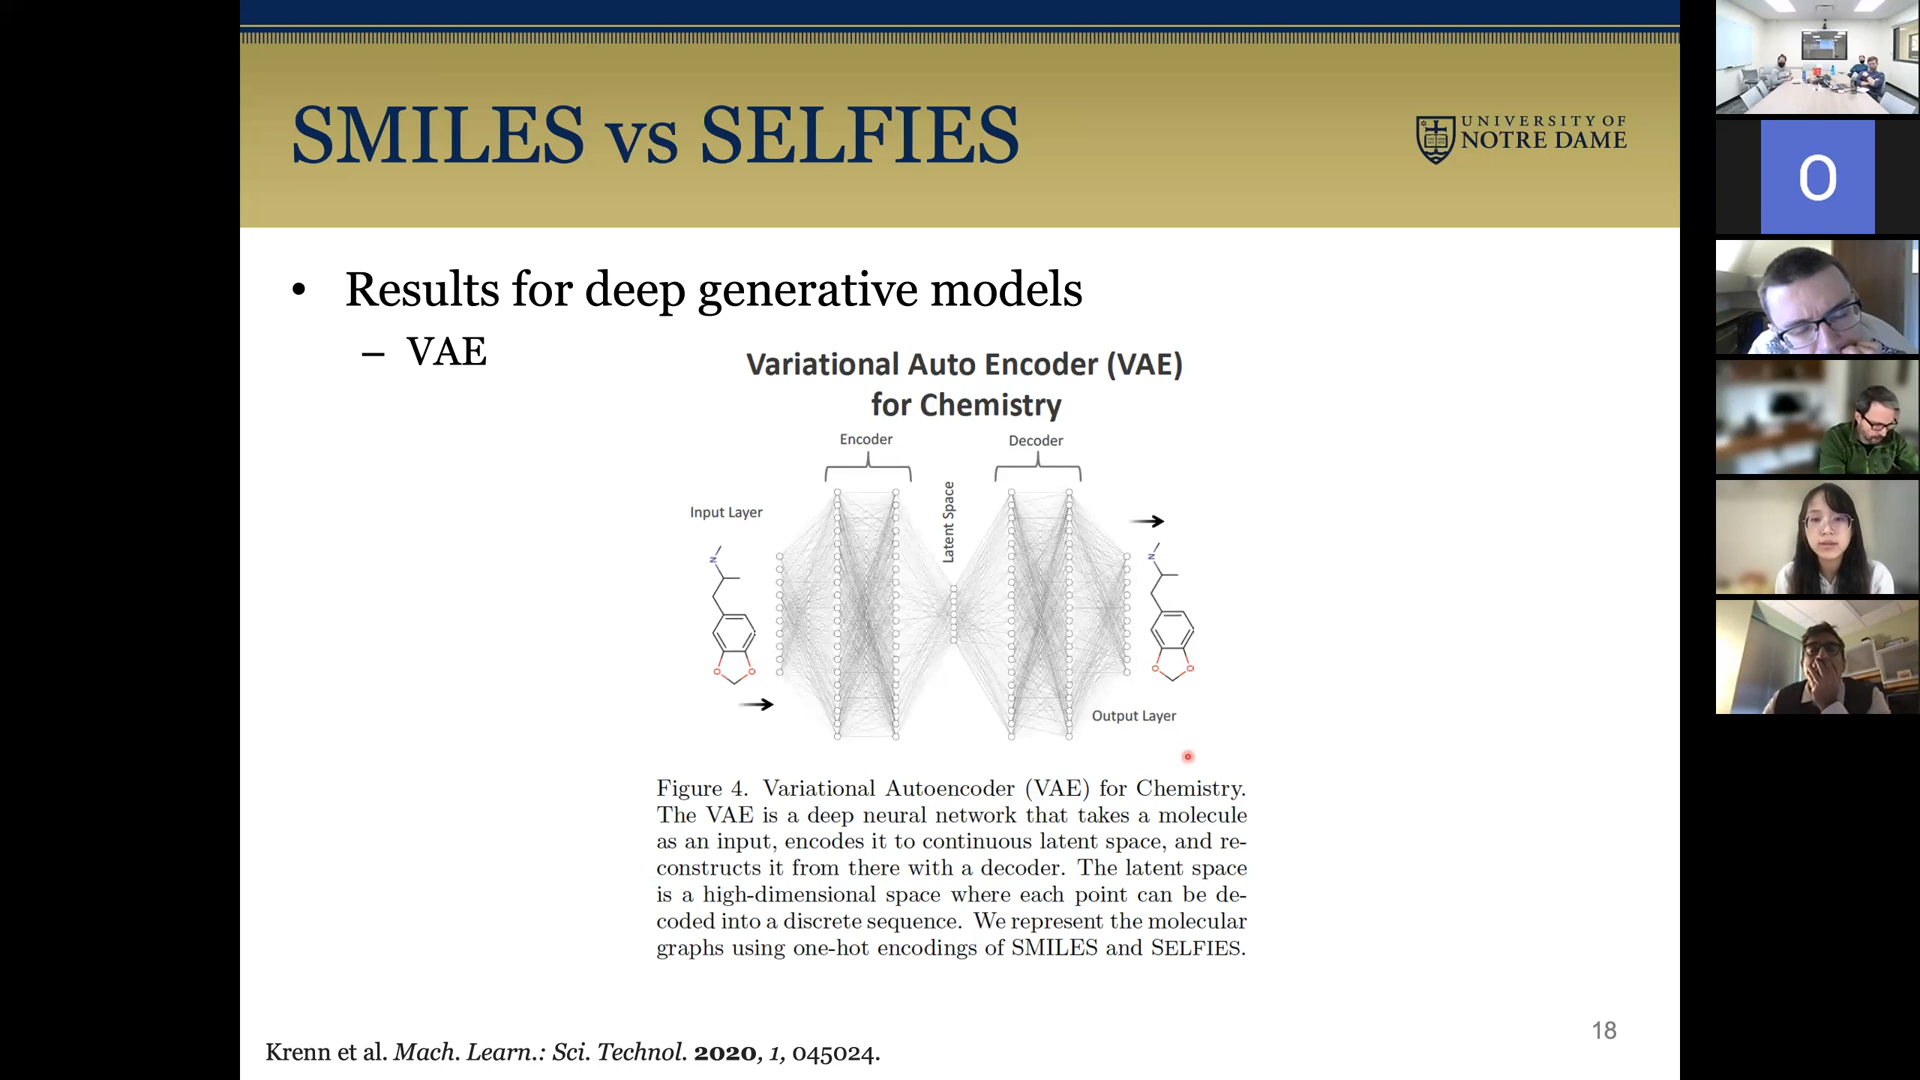 SMILES vs SELFIES
UNIVERSITY OF
NOTRE DAME
• Results for deep generative models
– VAE
Variational Auto Encoder (VAE)
for Chemistry
Encoder
Decoder
Latent Space
Input Layer
N
O O
N
O O
Output Layer
Figure 4. Variational Autoencoder (VAE) for Chemistry.
The VAE is a deep neural network that takes a molecule
as an input, encodes it to continuous latent space, and re-
constructs it from there with a decoder. The latent space
is a high-dimensional space where each point can be de-
coded into a discrete sequence. We represent the molecular
graphs using one-hot encodings of SMILES and SELFIES.
18
Krenn et al. Mach. Learn.: Sci. Technol. 2020, 1, 045024.
O